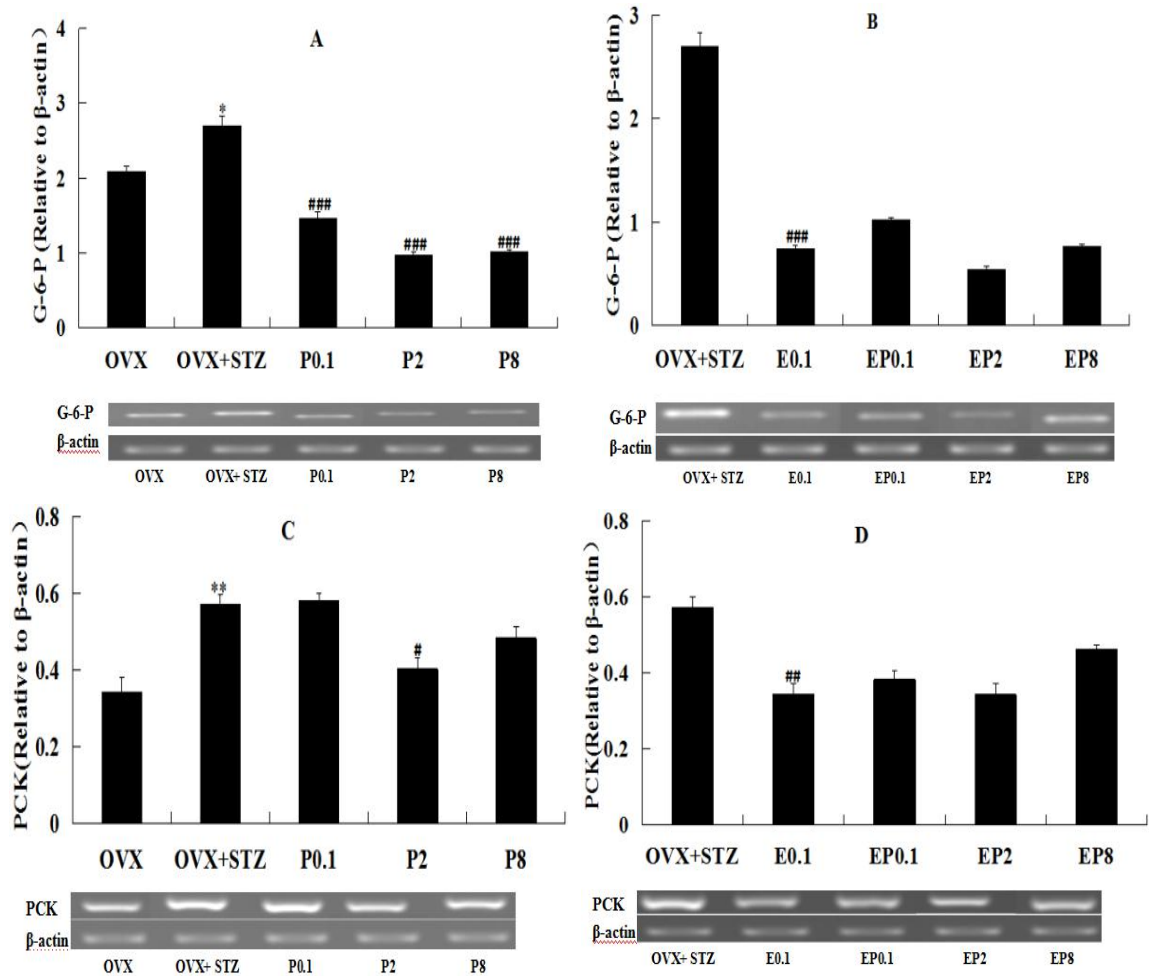 A
G-6-P (Relative to β-actin)
4
3
2
1
0
*
###
###
###
OVX OVX+STZ P0.1 P2 P8
G-6-P
β-actin
OVX OVX+ STZ P0.1 P2 P8
B
G-6-P (Relative to β-actin)
3
2
1
0
###
OVX+STZ E0.1 EP0.1 EP2 EP8
G-6-P
β-actin
OVX+ STZ E0.1 EP0.1 EP2 EP8
C
PCK(Relative to β-actin)
0.8
0.6
0.4
0.2
0
**
#
OVX OVX+STZ P0.1 P2 P8
PCK
β-actin
OVX OVX+ STZ P0.1 P2 P8
D
PCK(Relative to β-actin)
0.8
0.6
0.4
0.2
0
##
OVX+STZ E0.1 EP0.1 EP2 EP8
PCK
β-actin
OVX+ STZ E0.1 EP0.1 EP2 EP8